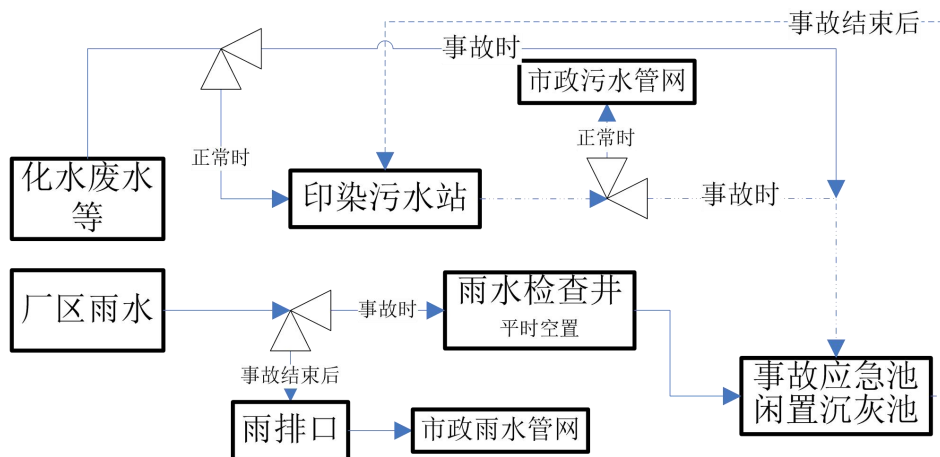 事故结束后
事故时
市政污水管网
正常时
正常时
化水废水
等
印染污水站
事故时
厂区雨水
事故时
雨水检查井
平时空置
事故结束后
事故应急池
闲置沉灰池
雨排口
市政雨水管网